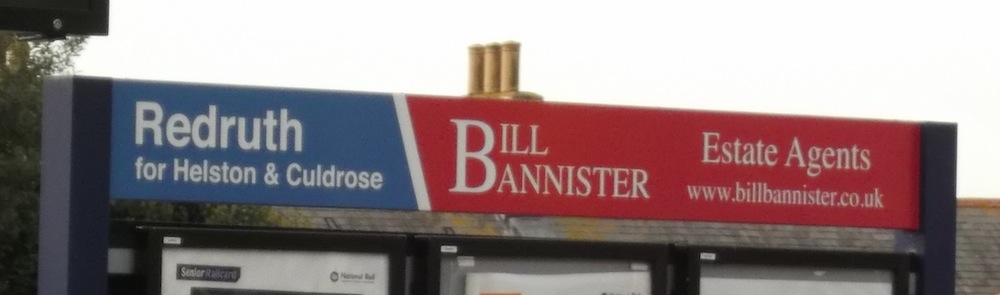 Redruth
for Helston & Culdrose
BILL
BANNISTER
Estate Agents
www.billbannister.co.uk
Senior Railcard
National Rail